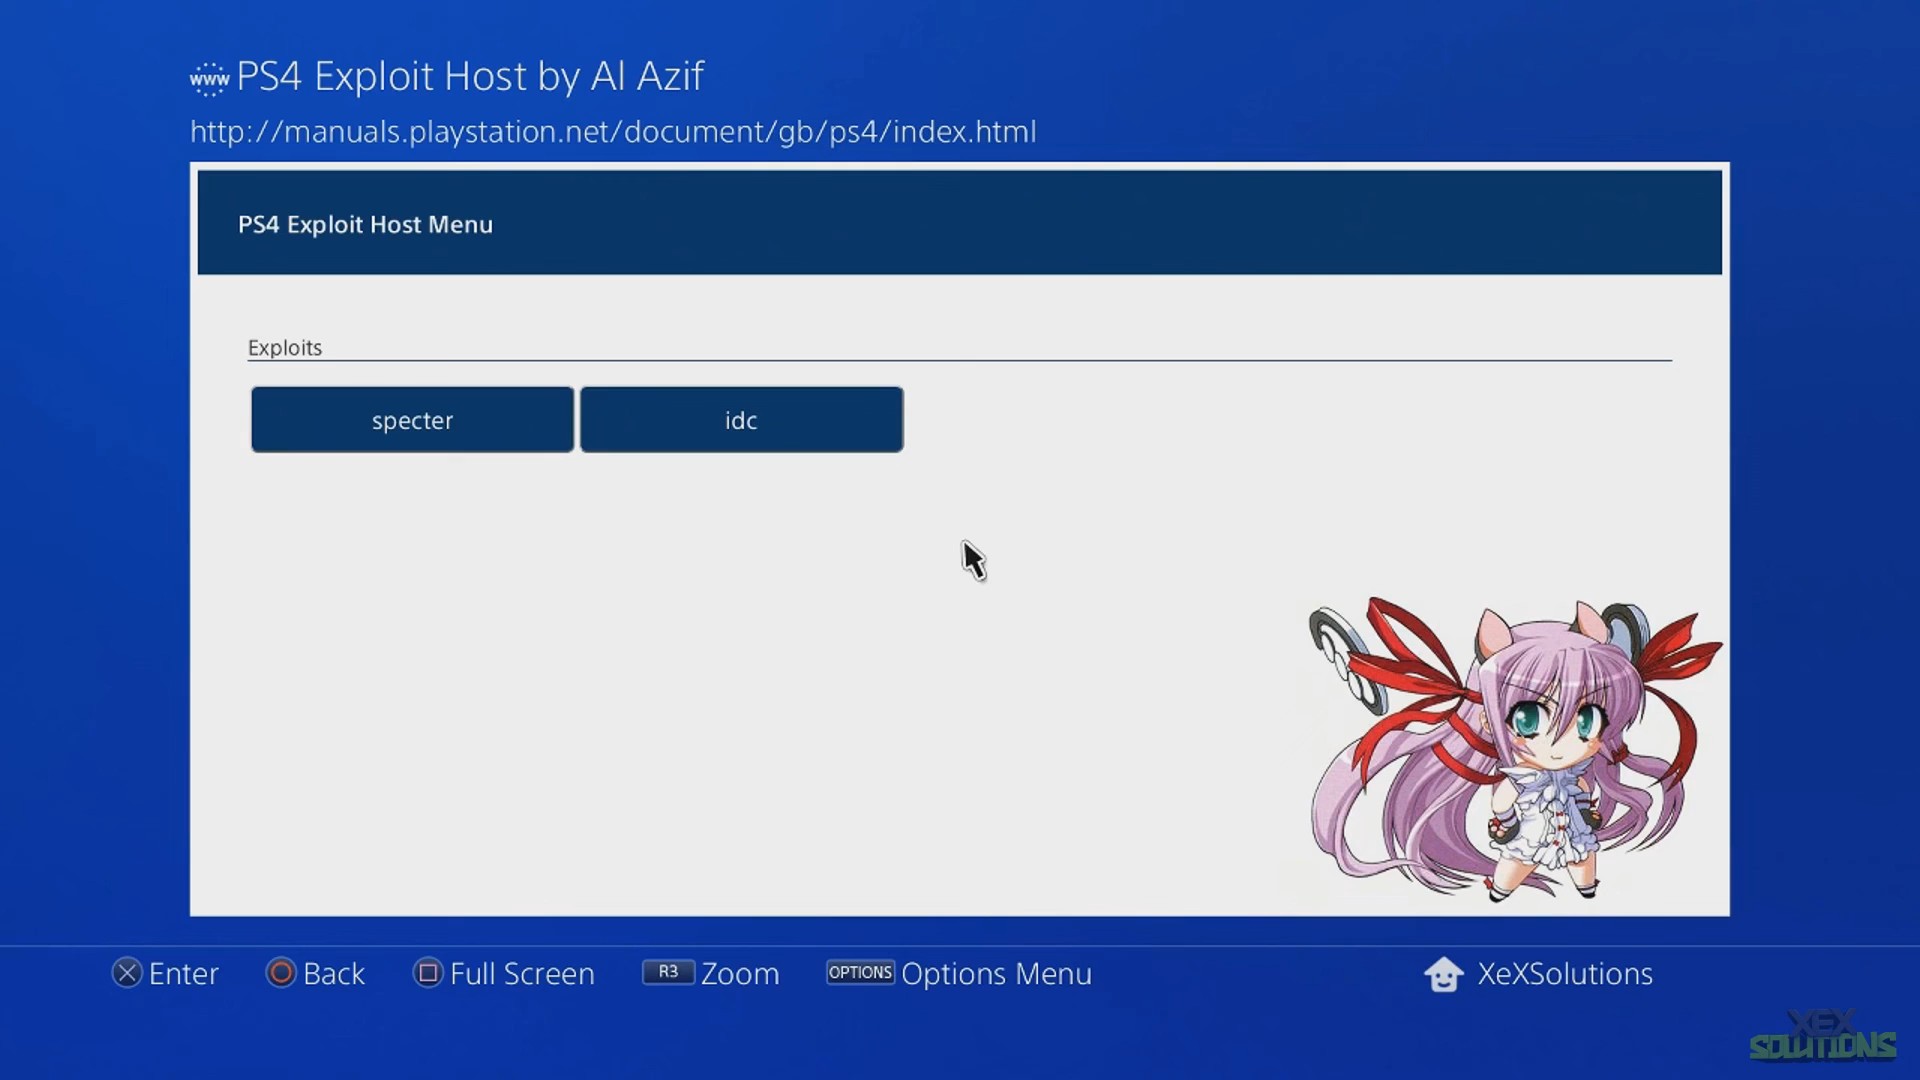 www PS4 Exploit Host by Al Azif
http://manuals.playstation.net/document/gb/ps4/index.html
PS4 Exploit Host Menu
Exploits
specter
idc
Enter
Back
Full Screen
R3 Zoom
OPTIONS Options Menu
XeXSolutions
XEX
SOLUTIONS